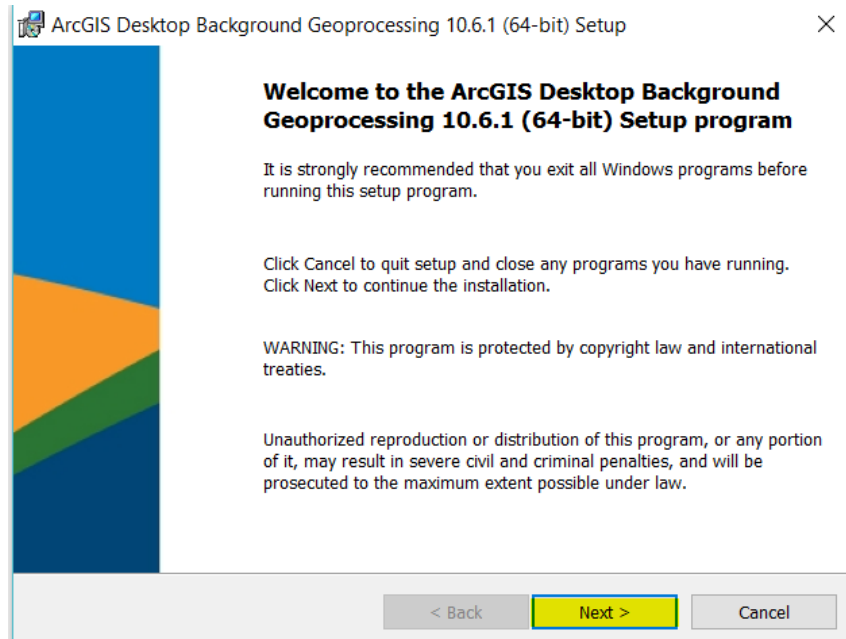 ArcGIS Desktop Background Geoprocessing 10.6.1 (64-bit) Setup
Welcome to the ArcGIS Desktop Background
Geoprocessing 10.6.1 (64-bit) Setup program
It is strongly recommended that you exit all Windows programs before
running this setup program.
Click Cancel to quit setup and close any programs you have running.
Click Next to continue the installation.
WARNING: This program is protected by copyright law and international
treaties.
Unauthorized reproduction or distribution of this program, or any portion
of it, may result in severe civil and criminal penalties, and will be
prosecuted to the maximum extent possible under law.
< Back Next > Cancel